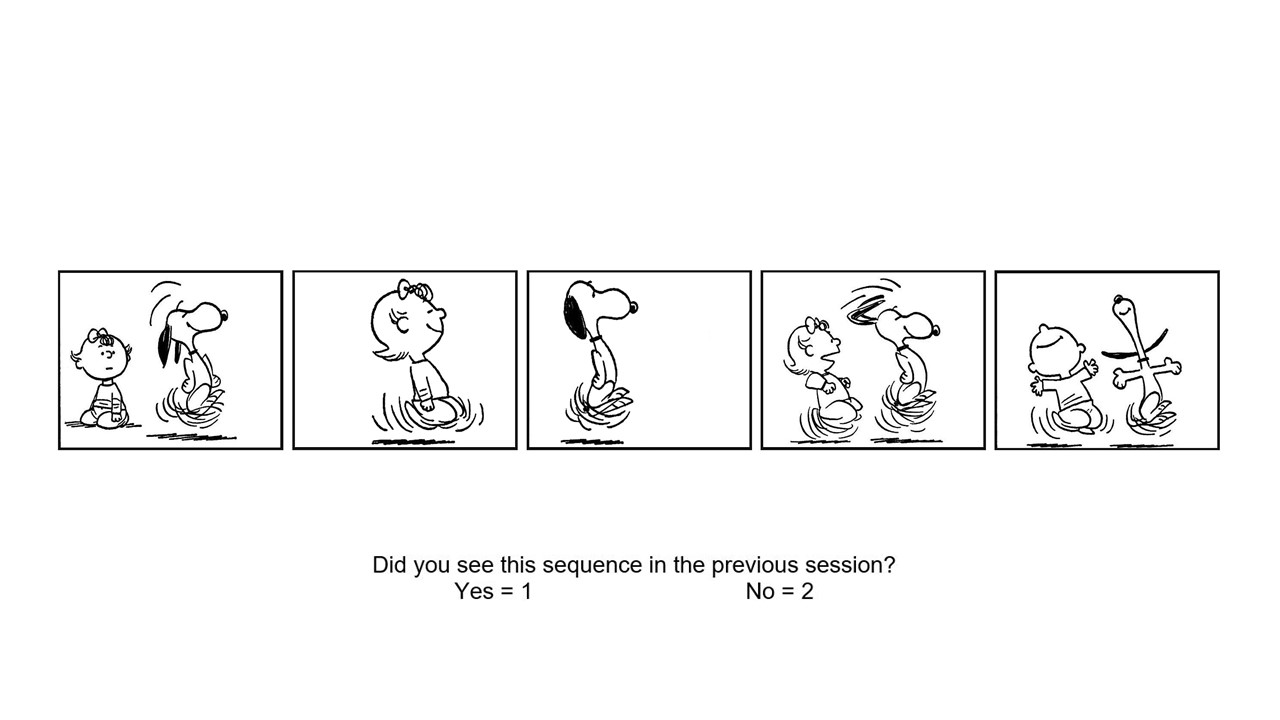 Did you see this sequence in the previous session?
Yes = 1 No = 2